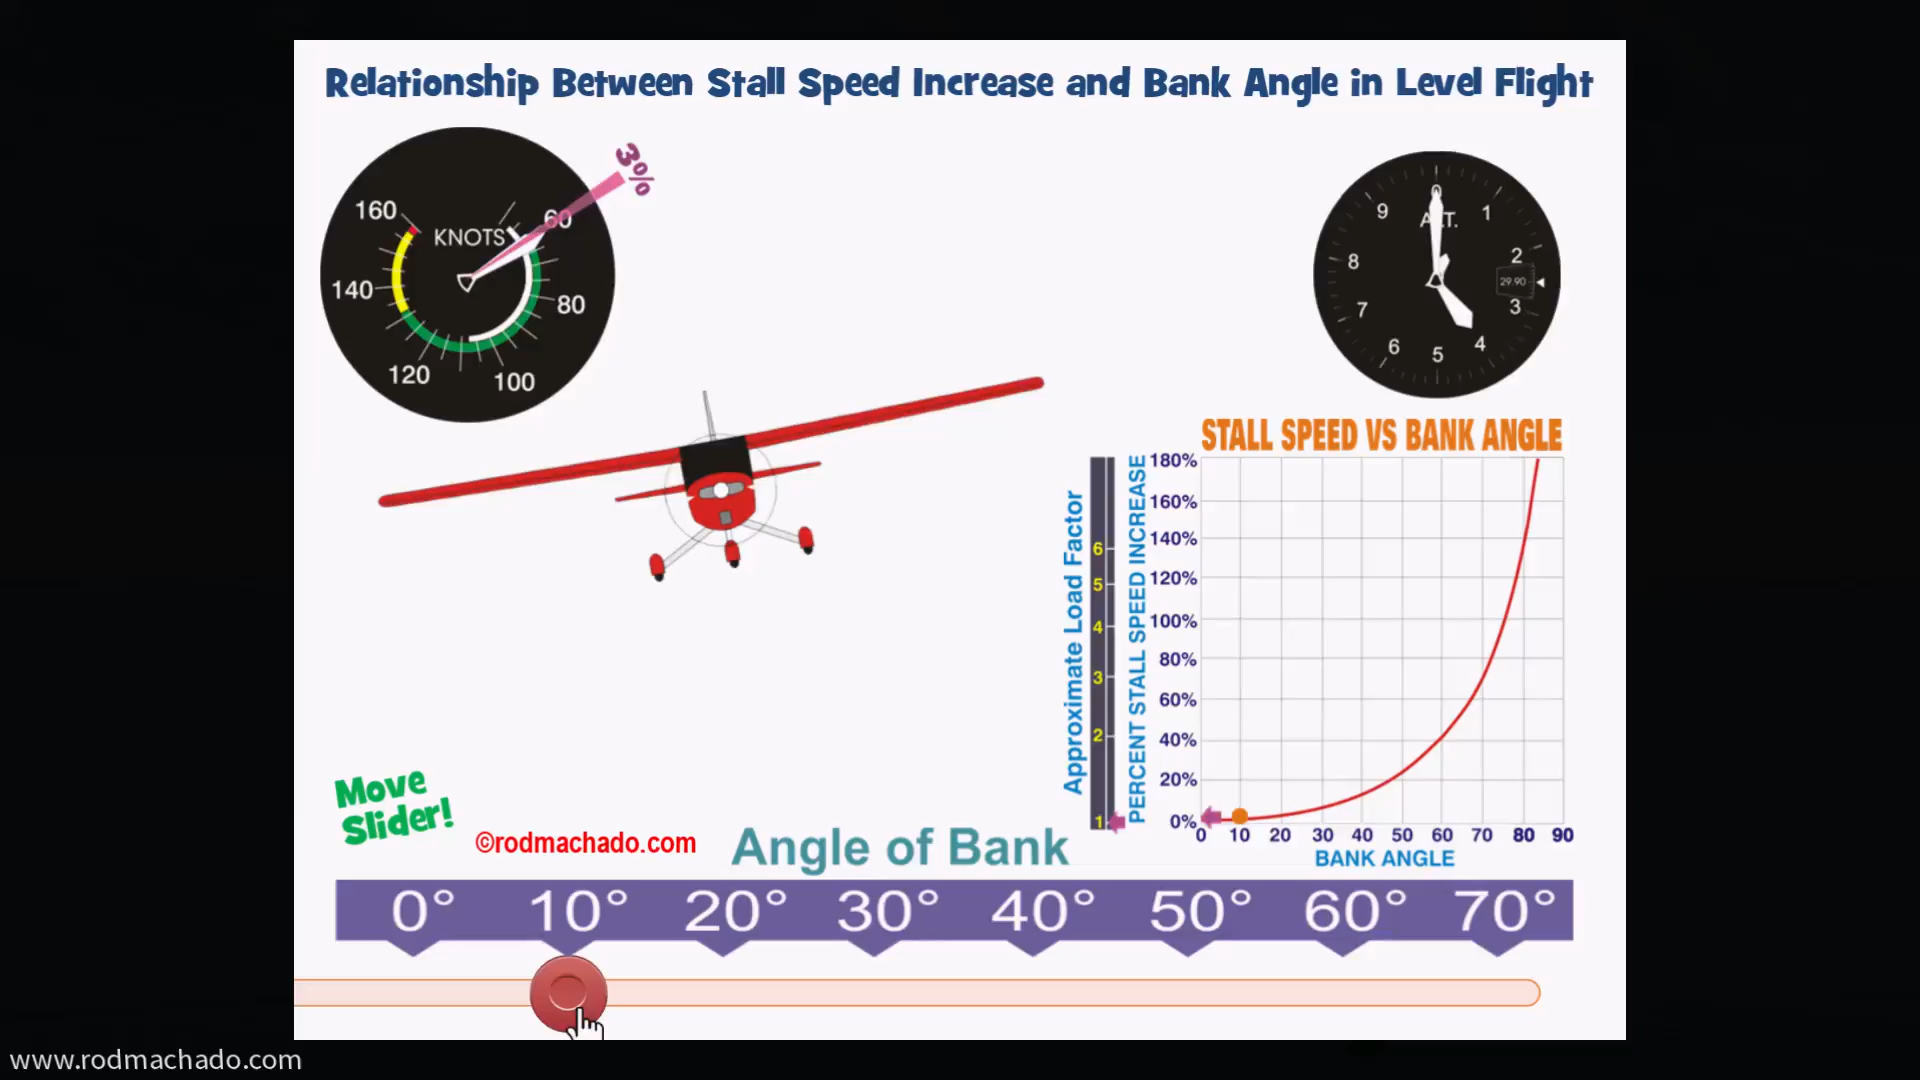 Relationship Between Stall Speed Increase and Bank Angle in Level Flight
3%
160
KNOTS
60
140
80
120
100
0
9
ALT.
1
8
2
29.90
7
3
6
5
4
STALL SPEED VS BANK ANGLE
Approximate Load Factor
6
5
4
3
2
1
PERCENT STALL SPEED INCREASE
180%
160%
140%
120%
100%
80%
60%
40%
20%
0%
0 10 20 30 40 50 60 70 80 90
BANK ANGLE
Move
Slider!
©rodmachado.com
Angle of Bank
0° 10° 20° 30° 40° 50° 60° 70°
www.rodmachado.com